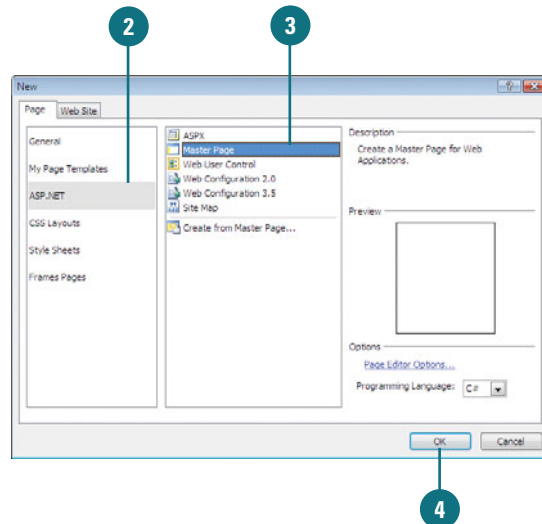 2
3
New
Page
Web Site
General
My Page Templates
ASP.NET
CSS Layouts
Style Sheets
Frames Pages
ASPX
Master Page
Web User Control
Web Configuration 2.0
Web Configuration 3.5
Site Map
Create from Master Page...
Description
Create a Master Page for Web
Applications.
Preview
Options
Page Editor Options...
Programming Language: C#
OK
Cancel
4